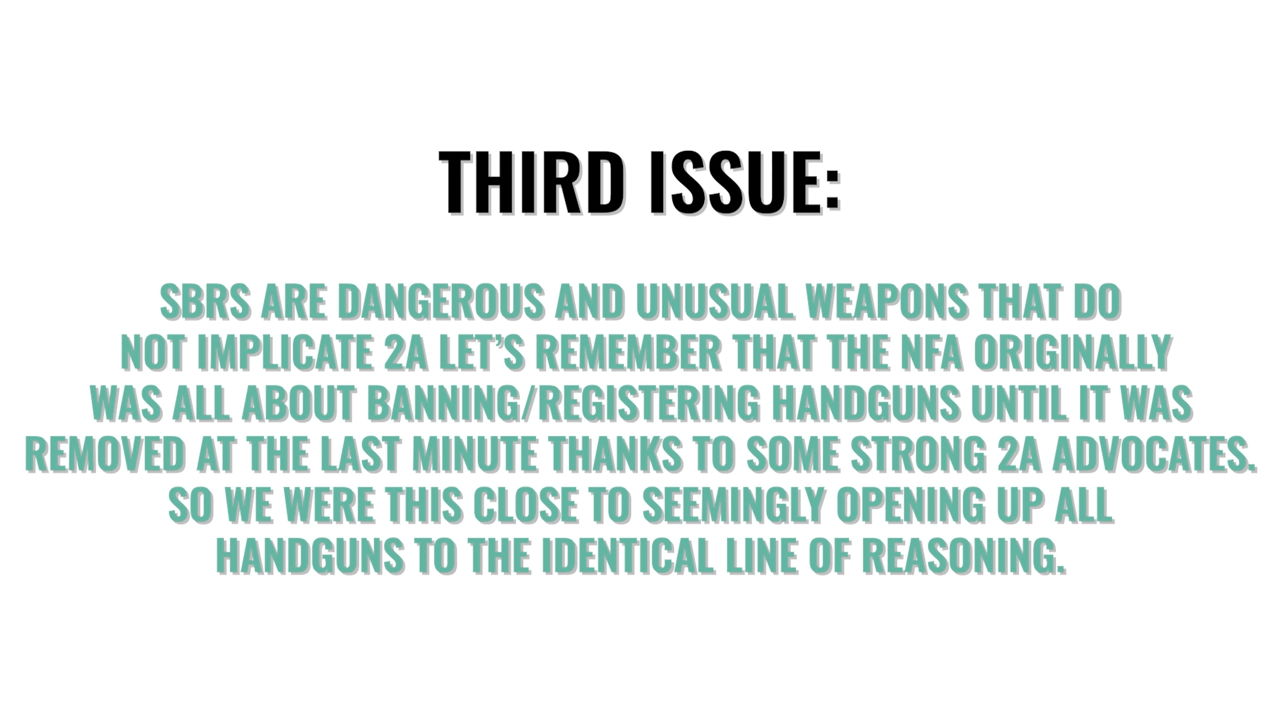 THIRD ISSUE:
SBRS ARE DANGEROUS AND UNUSUAL WEAPONS THAT DO
NOT IMPLICATE 2A LET’S REMEMBER THAT THE NFA ORIGINALLY
WAS ALL ABOUT BANNING/REGISTERING HANDGUNS UNTIL IT WAS
REMOVED AT THE LAST MINUTE THANKS TO SOME STRONG 2A ADVOCATES.
SO WE WERE THIS CLOSE TO SEEMINGLY OPENING UP ALL
HANDGUNS TO THE IDENTICAL LINE OF REASONING.